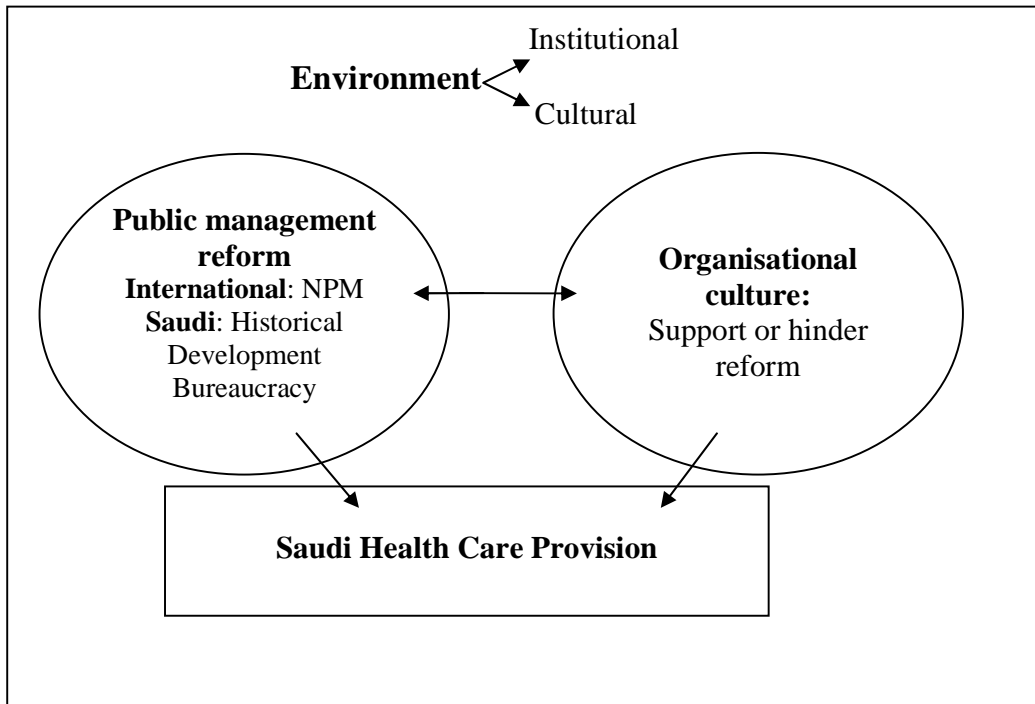 Institutional
Environment
Cultural
Public management
reform
International: NPM
Saudi: Historical
Development
Bureaucracy
Organisational
culture:
Support or hinder
reform
Saudi Health Care Provision